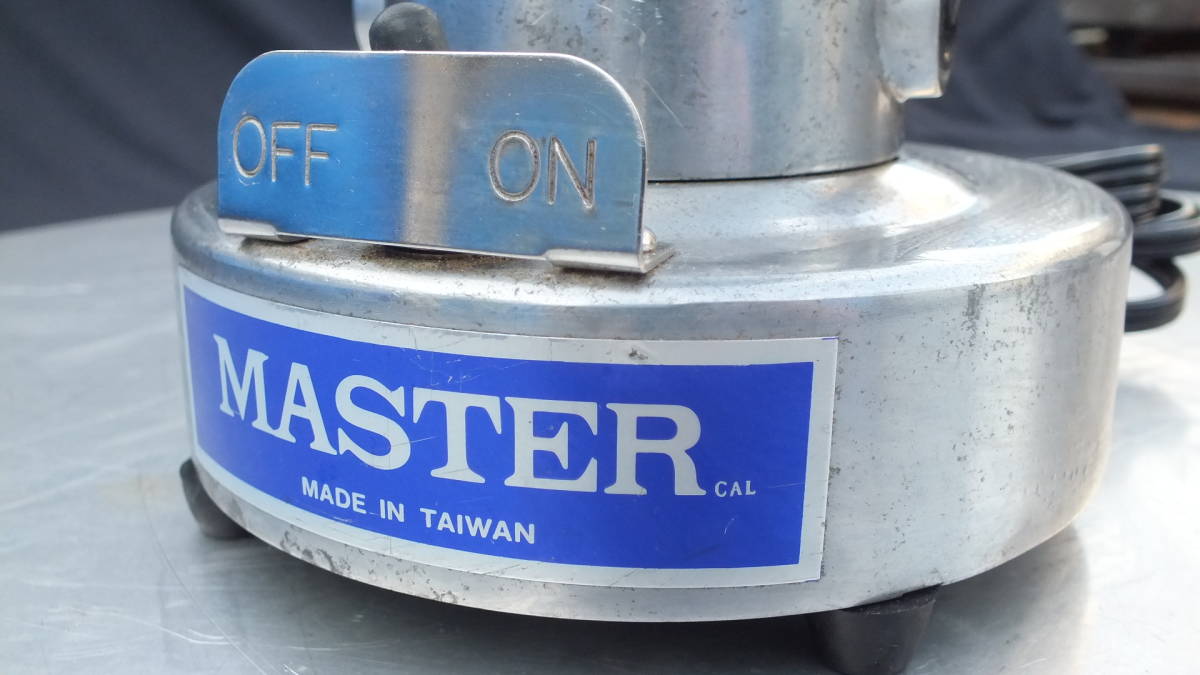 OFF ON
MASTER CAL
MADE IN TAIWAN